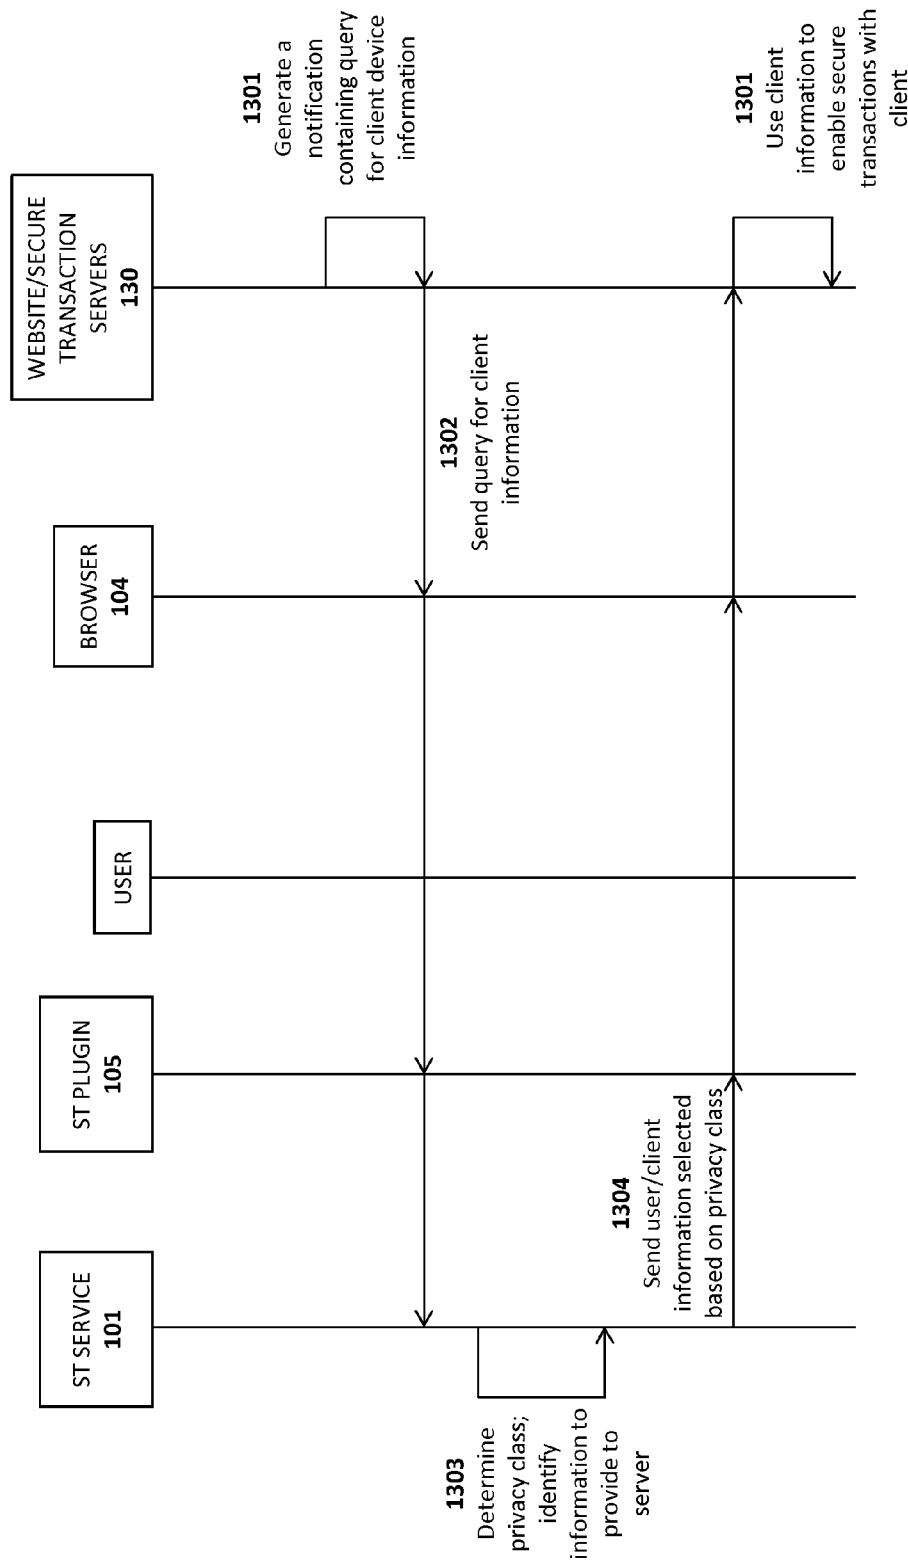 ST SERVICE
101
ST PLUGIN
105
USER
BROWSER
104
WEBSITE/SECURE
TRANSACTION
SERVERS
130
1301
Generate a
notification
containing query
for client device
information
1302
Send query for client
information
1303
Determine
privacy class;
identify
information to
provide to
server
1304
Send user/client
information selected
based on privacy class
1301
Use client
information to
enable secure
transactions with
client